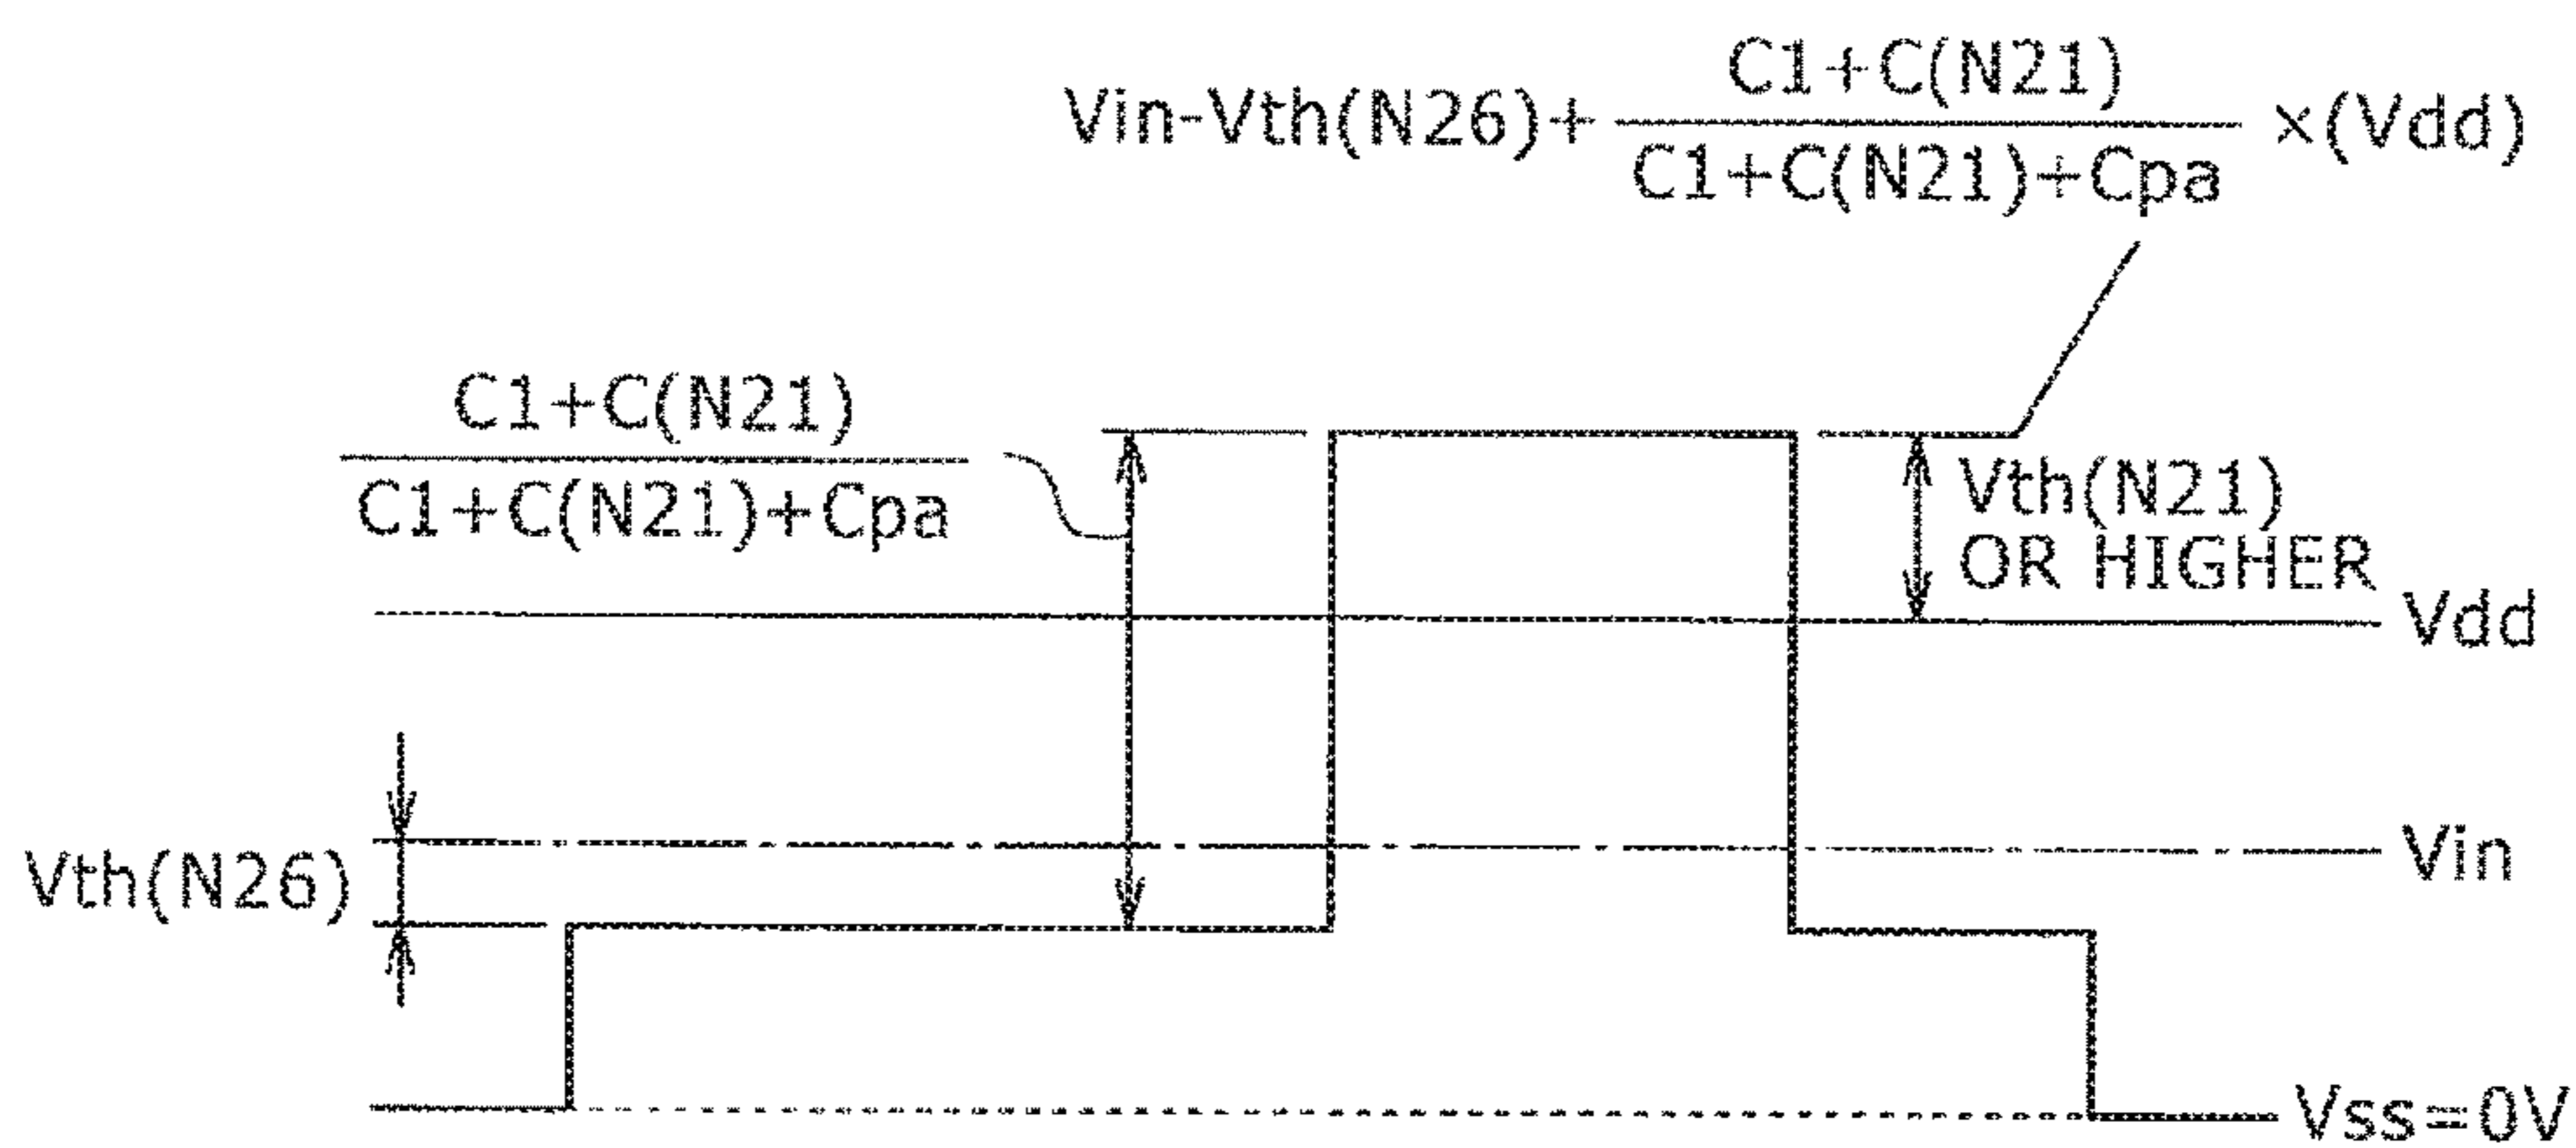 C1+C(N21)
Vin-Vth(N26)+ ×(Vdd)
C1+C(N21)+Cpa
C1+C(N21)
C1+C(N21)+Cpa
Vth(N21)
OR HIGHER
Vdd
Vin
Vth(N26)
Vss=0V